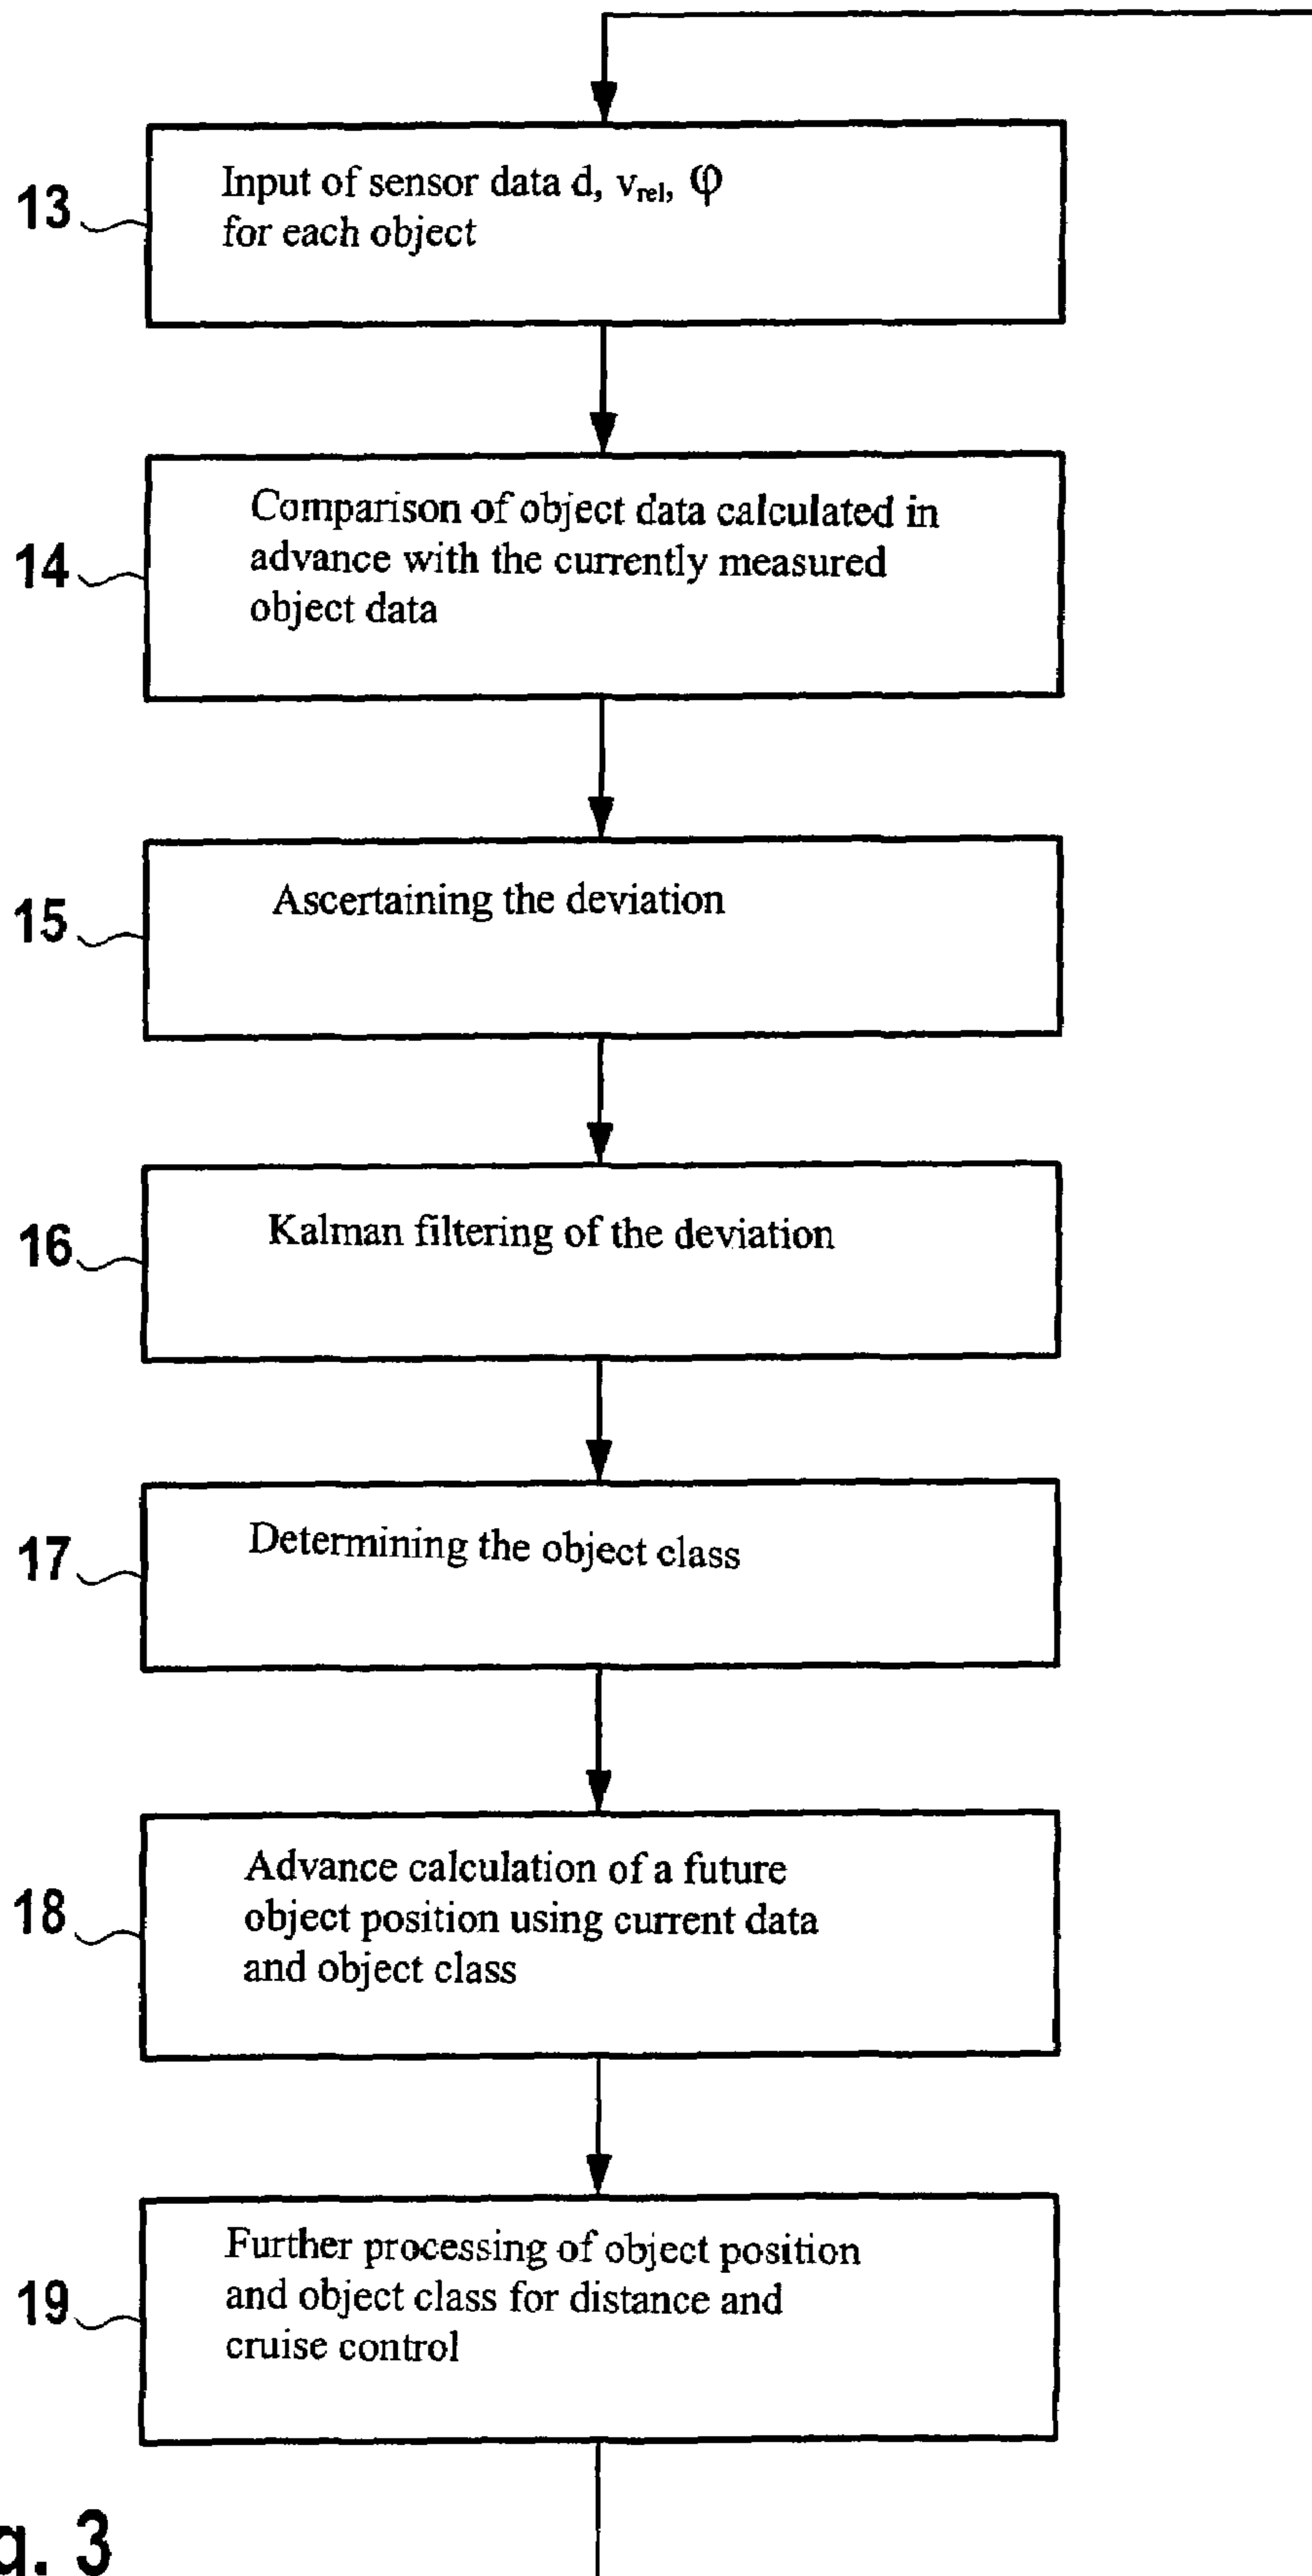 13
Input of sensor data d, vrel, φ
for each object
14
Comparison of object data calculated in
advance with the currently measured
object data
15
Ascertaining the deviation
16
Kalman filtering of the deviation
17
Determining the object class
18
Advance calculation of a future
object position using current data
and object class
19
Further processing of object position
and object class for distance and
cruise control
g. 3